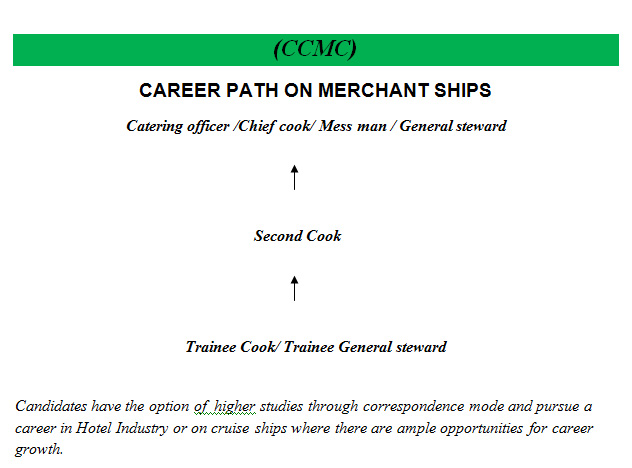 (CCMC)
CAREER PATH ON MERCHANT SHIPS
Catering officer /Chief cook/ Mess man / General steward
Second Cook
Trainee Cook/ Trainee General steward
Candidates have the option of higher studies through correspondence mode and pursue a
career in Hotel Industry or on cruise ships where there are ample opportunities for career
growth.